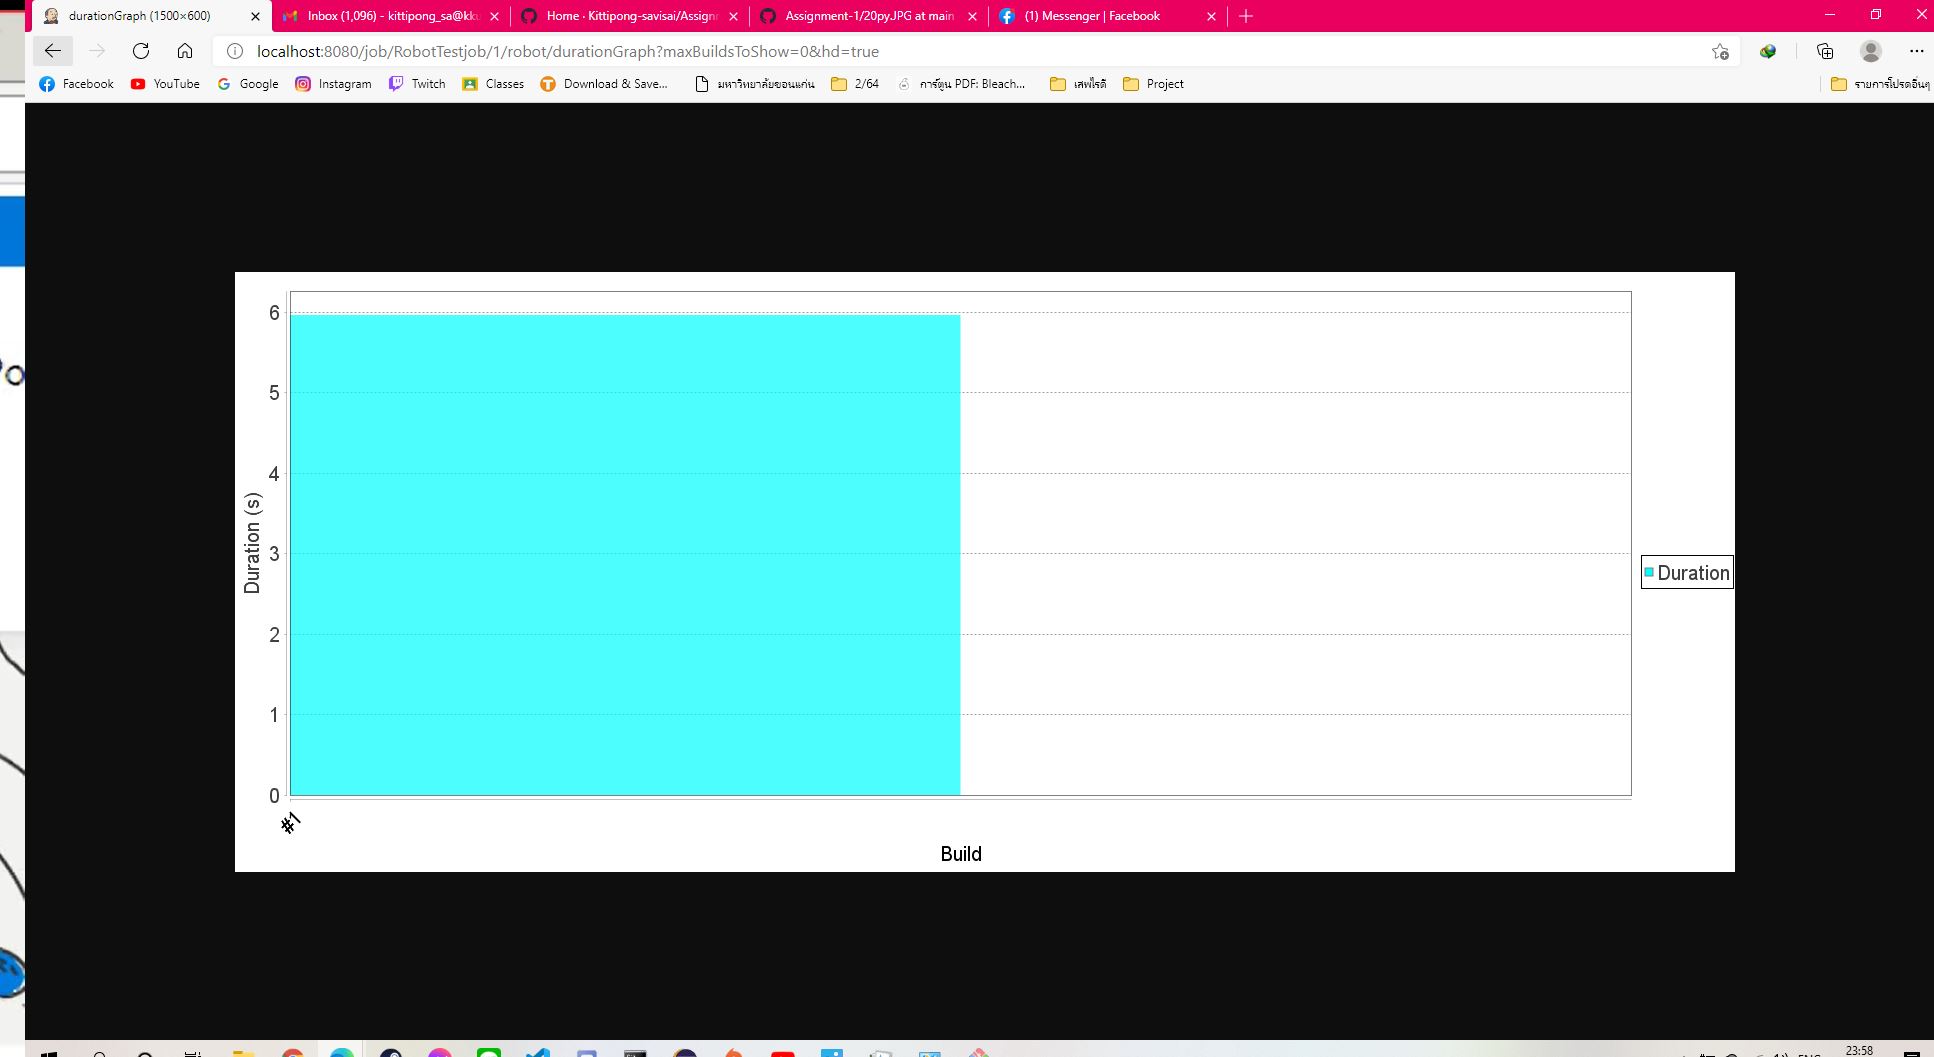 durationGraph (1500×600)
Inbox (1,096) - kittipong_sa@kku
Home · Kittipong-savisai/Assignm
Assignment-1/20py.JPG at main
(1) Messenger | Facebook
localhost:8080/job/RobotTestjob/1/robot/durationGraph?maxBuildsToShow=0&hd=true
Facebook YouTube Google Instagram Twitch Classes Download & Save... มหาวิทยาลัยขอนแก่น 2/64 การ์ตูน PDF: Bleach... เสพไรดี Project รายการโปรดอื่นๆ
6
5
4
3
2
1
0
Duration (s)
#1
Build
Duration
23:58